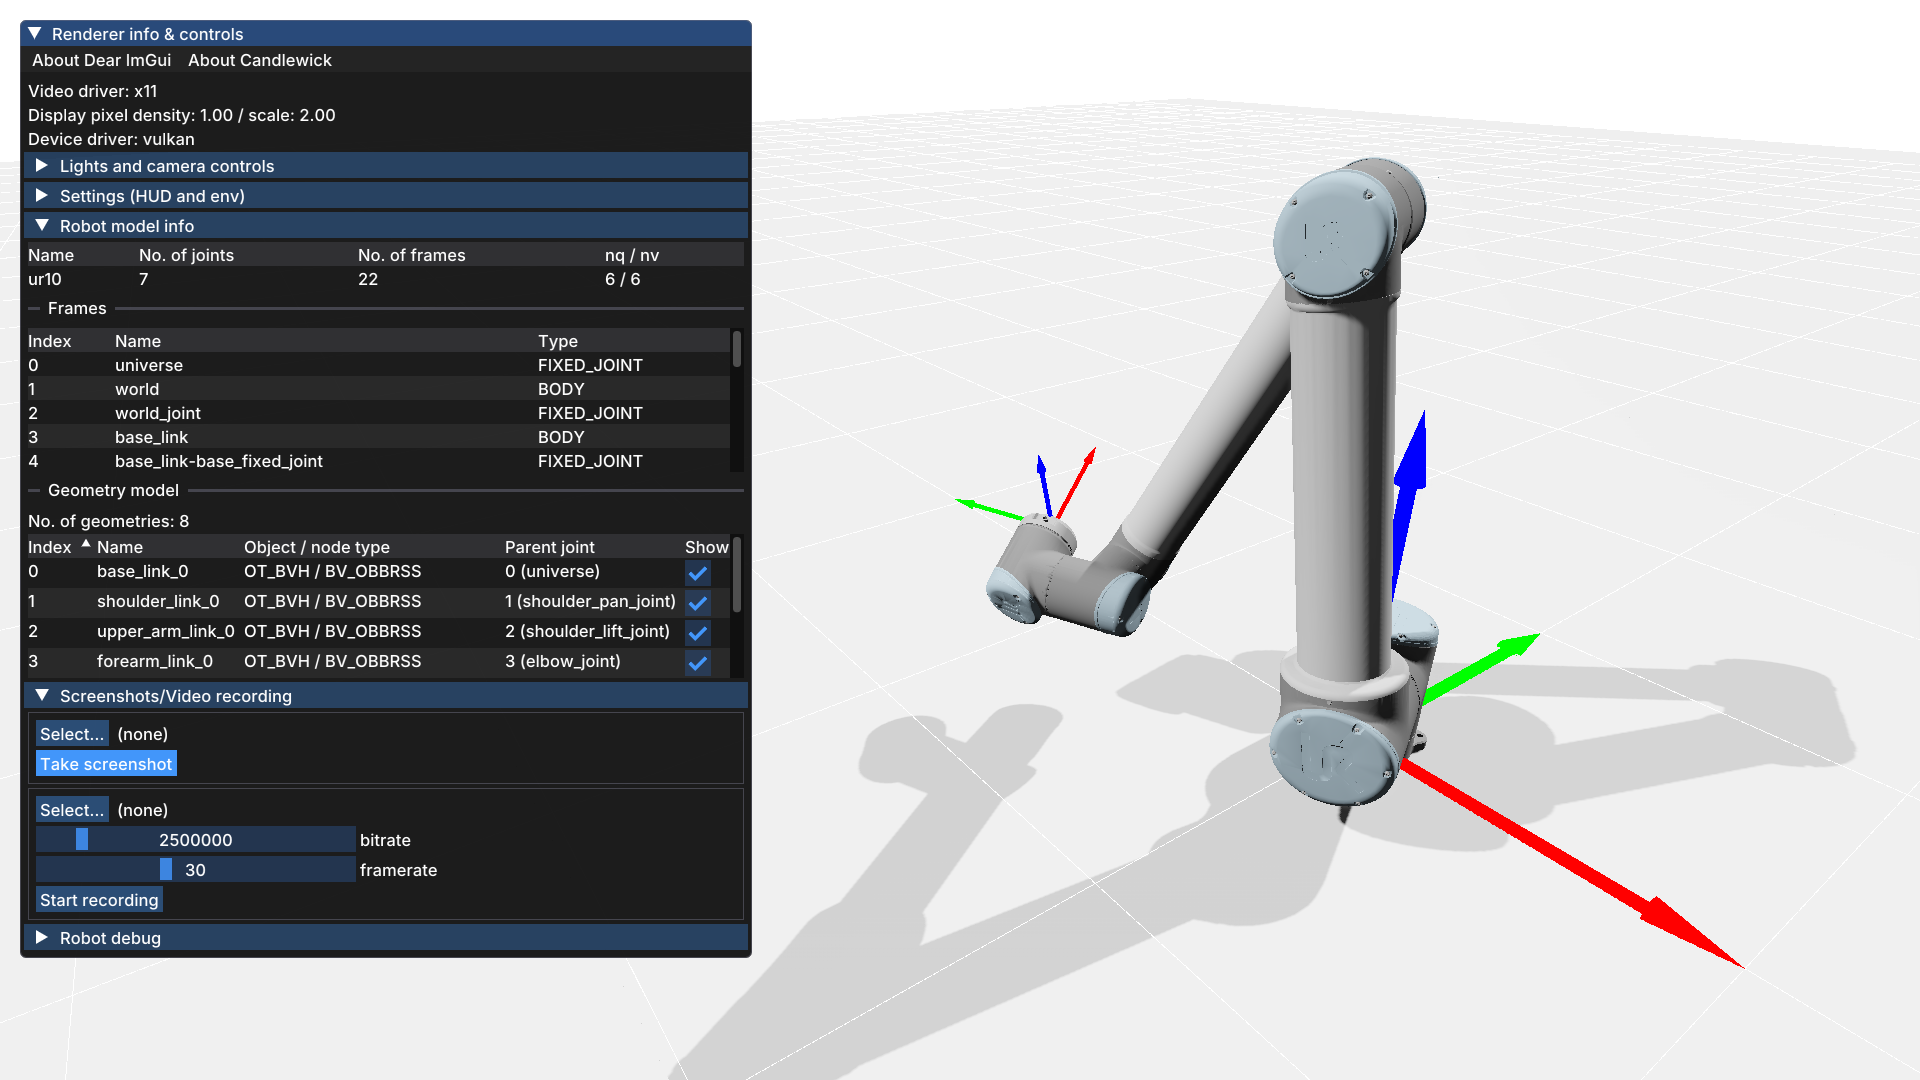 Renderer info & controls
About Dear ImGui About Candlewick
Video driver: x11
Display pixel density: 1.00 / scale: 2.00
Device driver: vulkan
Lights and camera controls
Settings (HUD and env)
Robot model info
Name No. of joints No. of frames nq / nv
ur10 7 22 6 / 6
Frames
Index Name Type
0 universe FIXED_JOINT
1 world BODY
2 world_joint FIXED_JOINT
3 base_link BODY
4 base_link-base_fixed_joint FIXED_JOINT
Geometry model
No. of geometries: 8
Index Name Object / node type Parent joint Show
0 base_link_0 OT_BVH / BV_OBBRSS 0 (universe)
1 shoulder_link_0 OT_BVH / BV_OBBRSS 1 (shoulder_pan_joint)
2 upper_arm_link_0 OT_BVH / BV_OBBRSS 2 (shoulder_lift_joint)
3 forearm_link_0 OT_BVH / BV_OBBRSS 3 (elbow_joint)
Screenshots/Video recording
Select... (none)
Take screenshot
Select... (none)
2500000 bitrate
30 framerate
Start recording
Robot debug